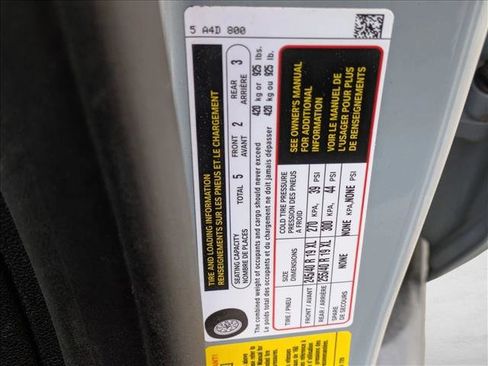 5 A4D 800
TIRE AND LOADING INFORMATION
RENSEIGNEMENTS SUR LES PNEUS ET LE CHARGEMENT
SEATING CAPACITY
NOMBRE DE PLACES
TOTAL 5
FRONT
AVANT 2
REAR
ARRIÈRE 3
The combined weight of occupants and cargo should never exceed 420 kg or 925 lbs.
Le poids total des occupants et du chargement ne doit jamais dépasser 420 kg ou 925 lb.
TIRE / PNEU
SIZE
DIMENSIONS
COLD TIRE PRESSURE
PRESSION DES PNEUS
A FROID
FRONT / AVANT 245/40 R 19 XL 270 KPA, 39 PSI
REAR / ARRIÈRE 255/40 R 19 XL 300 KPA, 44 PSI
SPARE
DE SECOURS
NONE
NONE KPA, NONE PSI
SEE OWNER'S MANUAL
FOR ADDITIONAL
INFORMATION
VOIR LE MANUEL DE
L'USAGER POUR PLUS
DE RENSEIGNEMENTS